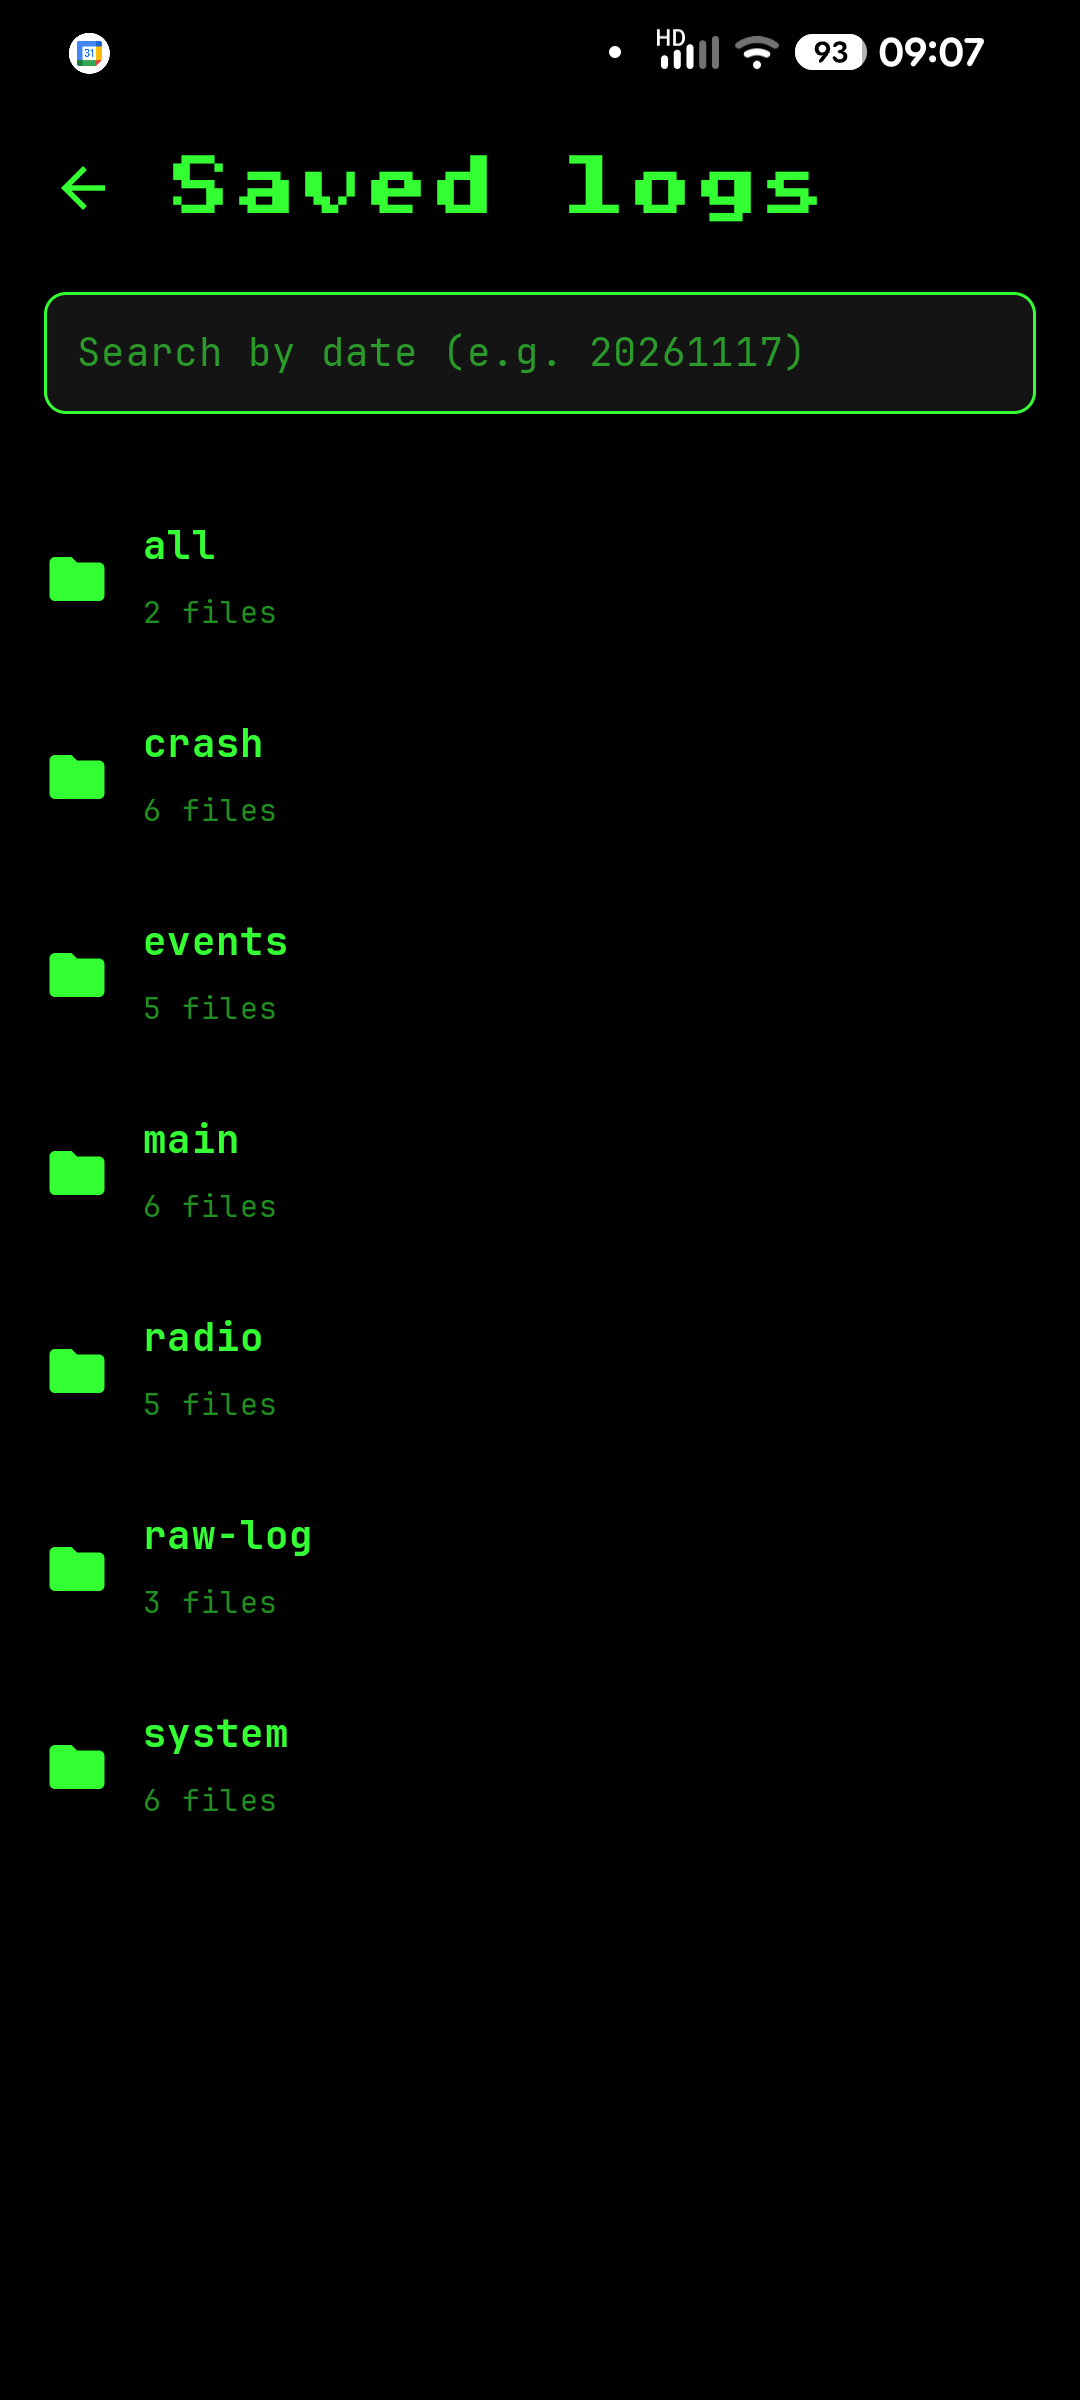 31 HD 93 09:07
Saved logs
Search by date (e.g. 20261117)
all
2 files
crash
6 files
events
5 files
main
6 files
radio
5 files
raw-log
3 files
system
6 files